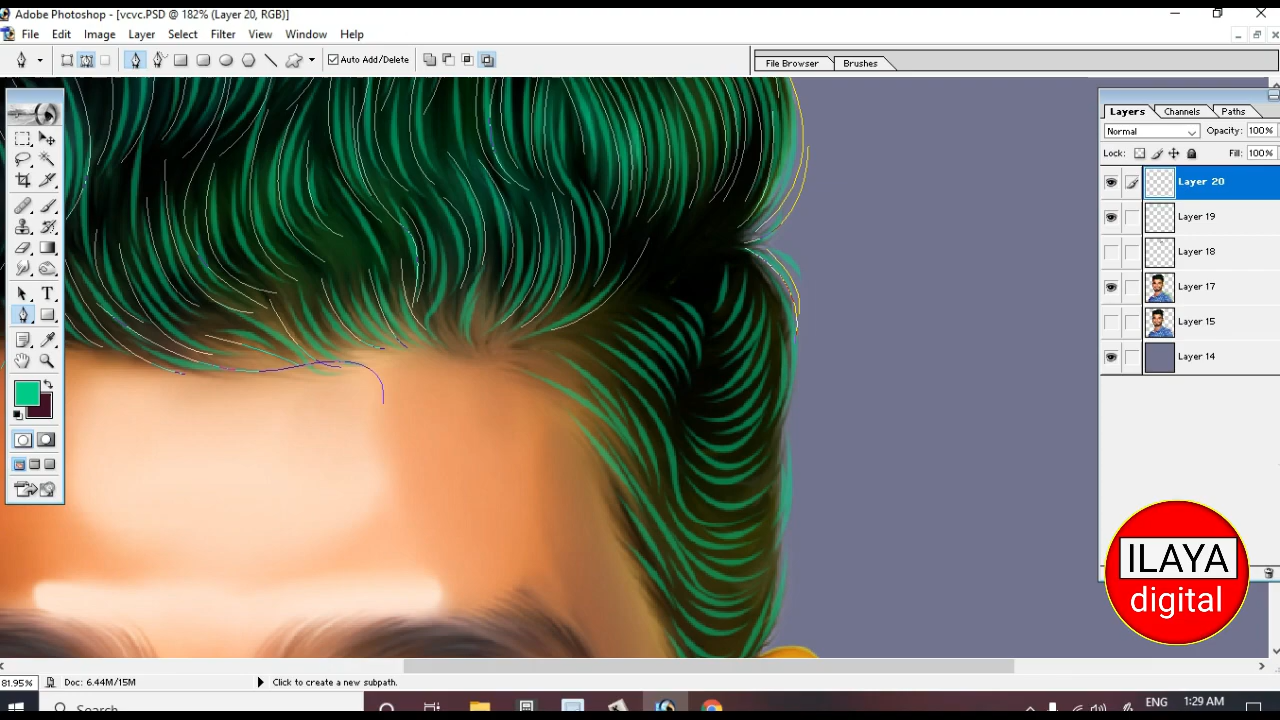 Adobe Photoshop - [vcvc.PSD @ 182% (Layer 20, RGB)]
File Edit Image Layer Select Filter View Window Help
Auto Add/Delete
File Browser Brushes
Layers Channels Paths
Normal Opacity: 100%
Lock: Fill: 100%
Layer 20
Layer 19
Layer 18
Layer 17
Layer 15
Layer 14
T
ILAYA
digital
81.95% Doc: 6.44M/15M Click to create a new subpath.
Search ENG 1:29 AM